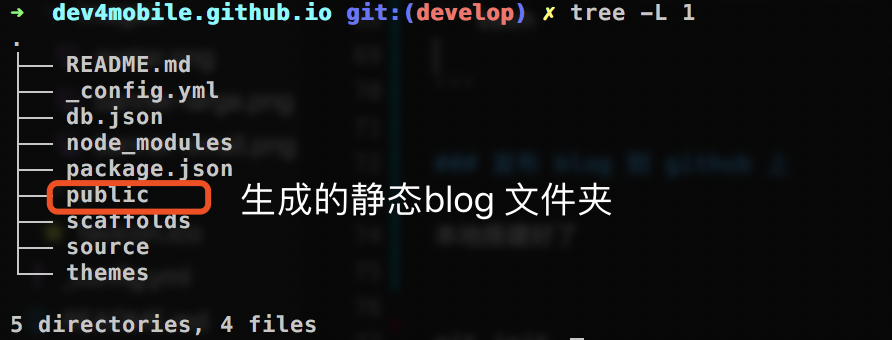 ➜ dev4mobile.github.io git:(develop) ✗ tree -L 1
.
├── README.md
├── _config.yml
├── db.json
├── node_modules
├── package.json
├── public
生成的静态blog 文件夹
├── scaffolds
├── source
└── themes
5 directories, 4 files